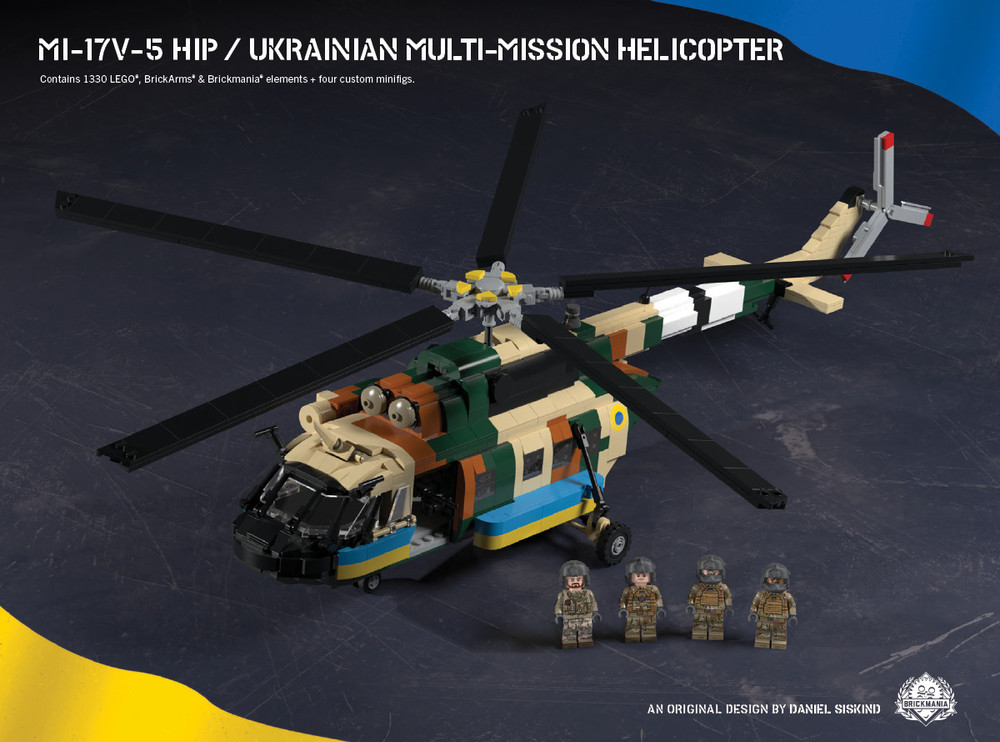 MI-17V-5 HIP / UKRAINIAN MULTI-MISSION HELICOPTER
Contains 1330 LEGO®, BrickArms® & Brickmania® elements + four custom minifigs.
AN ORIGINAL DESIGN BY DANIEL SISKIND
BRICKMANIA